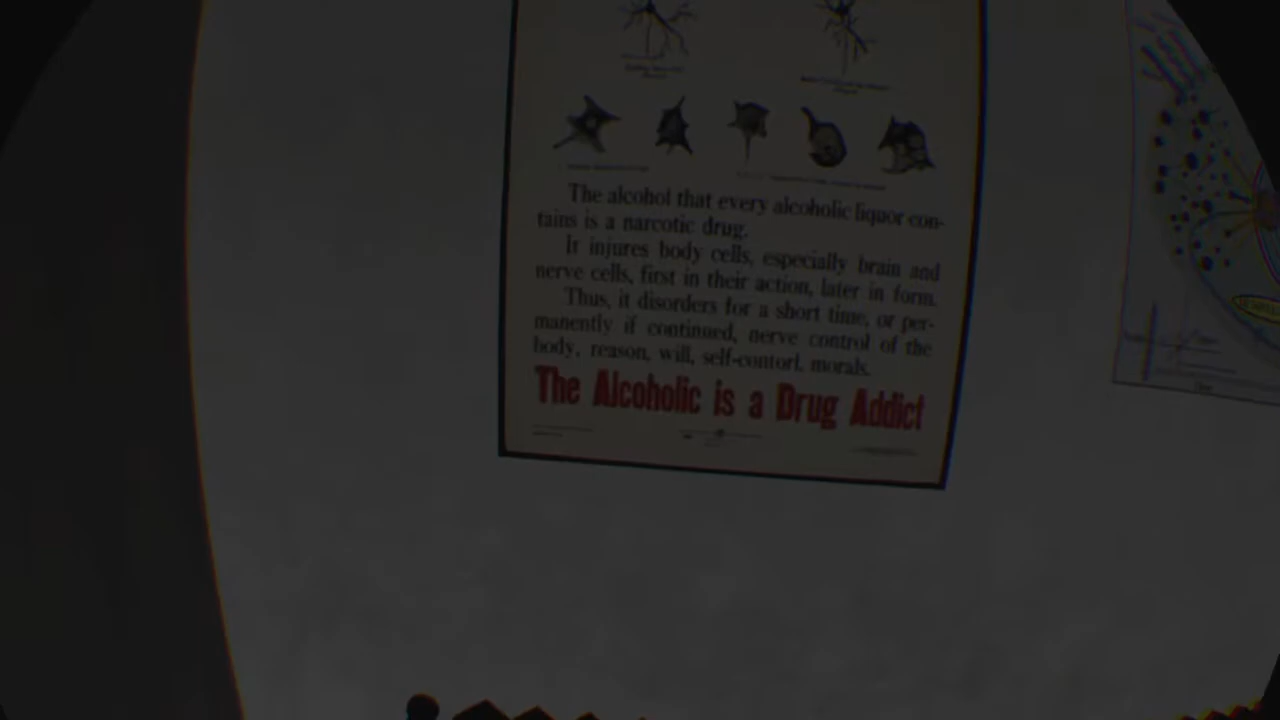 The alcohol that every alcoholic liquor con-
tains is a narcotic drug.
It injures body cells, especially brain and
nerve cells, first in their action, later in form.
Thus, it disorders for a short time, or per-
manently if continued, nerve control of the
body, reason, will, self-contorl, morals.
The Alcoholic is a Drug Addict